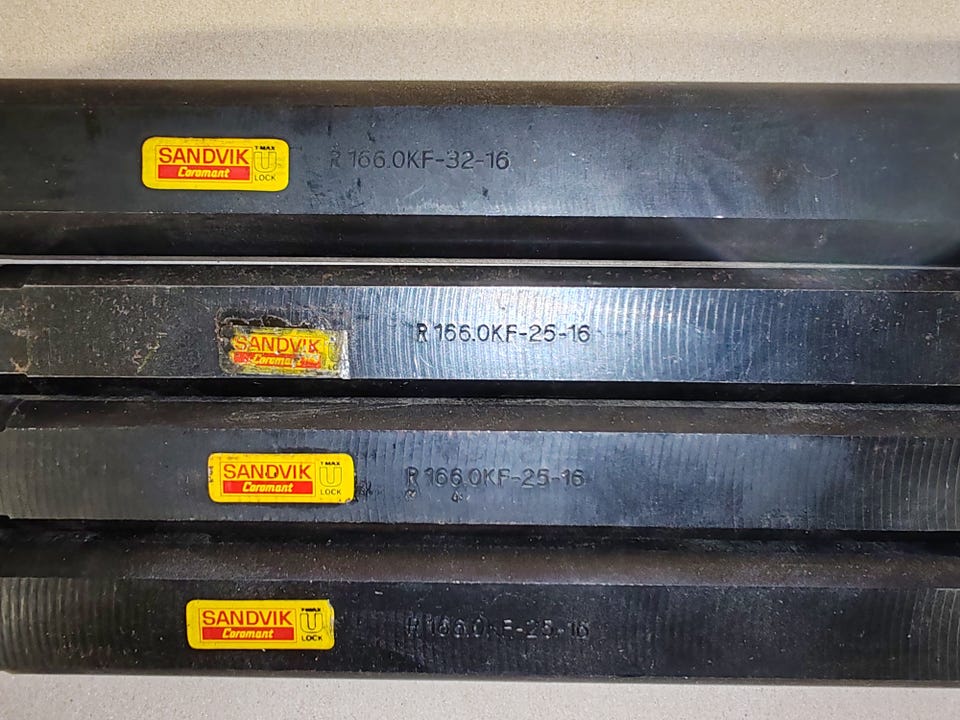 SANDVIK
Coromant
T MAX
U
LOCK
R 166.0KF-32-16
SANDVIK
Coromant
LO
R 166.0KF-25-16
SANDVIK
Coromant
T MAX
U
LOCK
R 166.0KF-25-16
SANDVIK
Coromant
T MAX
U
LOCK
R 166.0KF-25-16